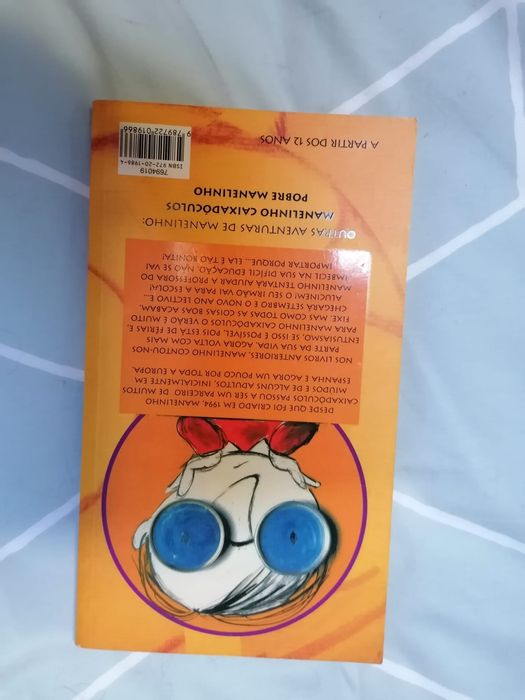 DESDE QUE FOI CRIADO EM 1994, MANELINHO
CAIXADÓCULOS PASSOU A SER UM PARCEIRO DE MUITOS
MIUDOS E DE ALGUNS ADULTOS, INICIALMENTE EM
ESPANHA E AGORA UM POUCO POR TODA A EUROPA.
NOS LIVROS ANTERIORES, MANELINHO CONTOU-NOS
PARTE DA SUA VIDA. AGORA VOLTA COM MAIS
ENTUSIASMO, SE ISSO É POSSÍVEL, POIS ESTÁ DE FÉRIAS E,
PARA MANELINHO CAIXADÓCULOS O VERÃO É MUITO
FIXE. MAS COMO TODAS AS COISAS BOAS ACABAM,
CHEGARÁ SETEMBRO E O NOVO ANO LECTIVO E...
ALUCINEM! O SEU IRMÃO VAI PARA A ESCOLA!
MANELINHO TENTARÁ AJUDAR A PROFESSORA DO
IMBECIL NA SUA DIFÍCIL EDUCAÇÃO, NÃO SE VAI
IMPORTAR PORQUE... ELA É TÃO BONITA!
OUTRAS AVENTURAS DE MANELINHO:
MANELINHO CAIXADÓCULOS
POBRE MANELINHO
A PARTIR DOS 12 ANOS
7694019
ISBN 972-20-1986-4
9 789722 019866